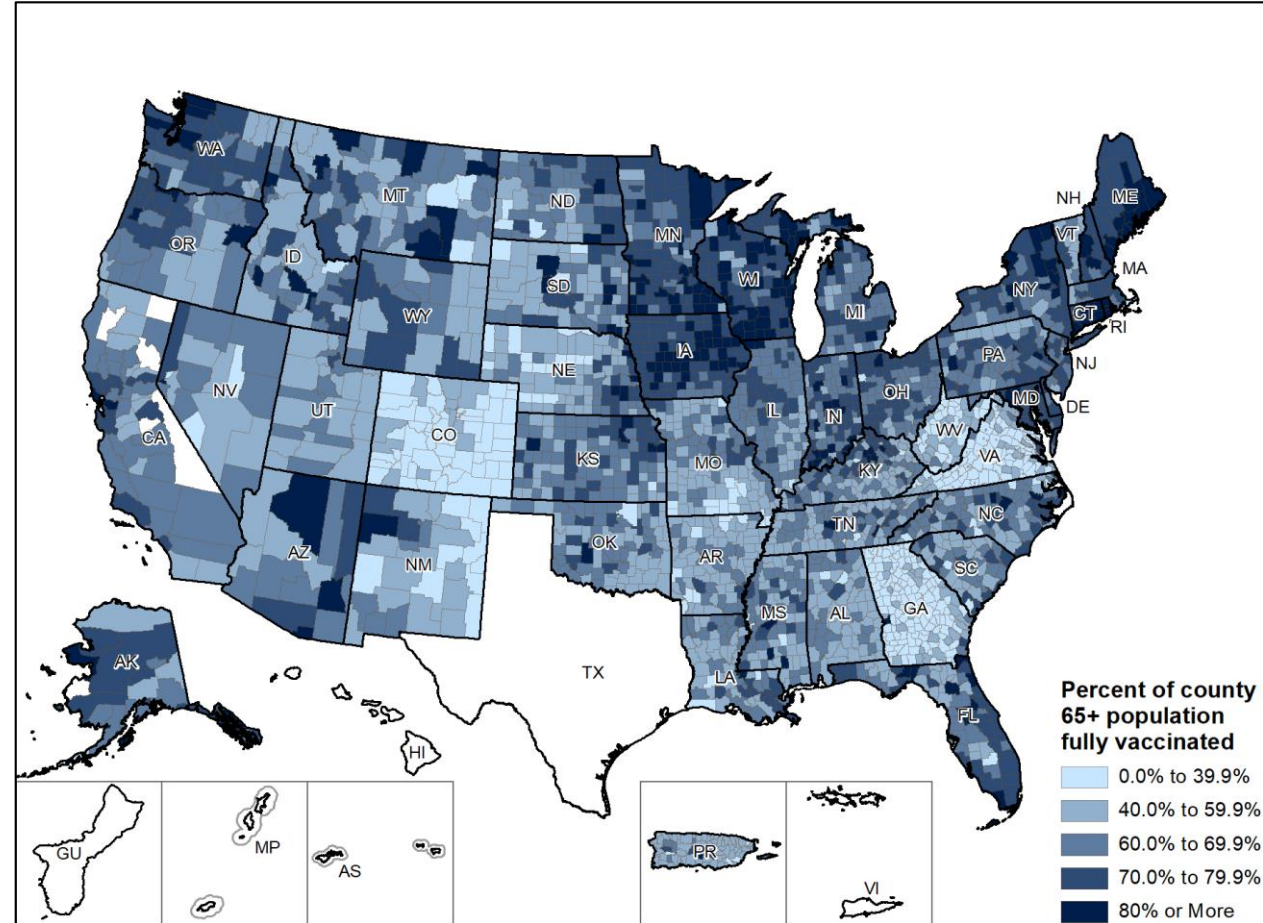 WA
MT
ND
MN
OR
ID
SD
WI
WY
MI
NH
VT
ME
NY
MA
CT
RI
IA
NE
PA
NJ
NV
UT
CO
IL
IN
OH
MD
DE
CA
KS
MO
WV
VA
KY
AZ
NM
OK
AR
TN
NC
SC
MS
AL
GA
LA
TX
FL
AK
HI
Percent of county
65+ population
fully vaccinated
0.0% to 39.9%
40.0% to 59.9%
60.0% to 69.9%
70.0% to 79.9%
80% or More
GU
MP
AS
PR
VI